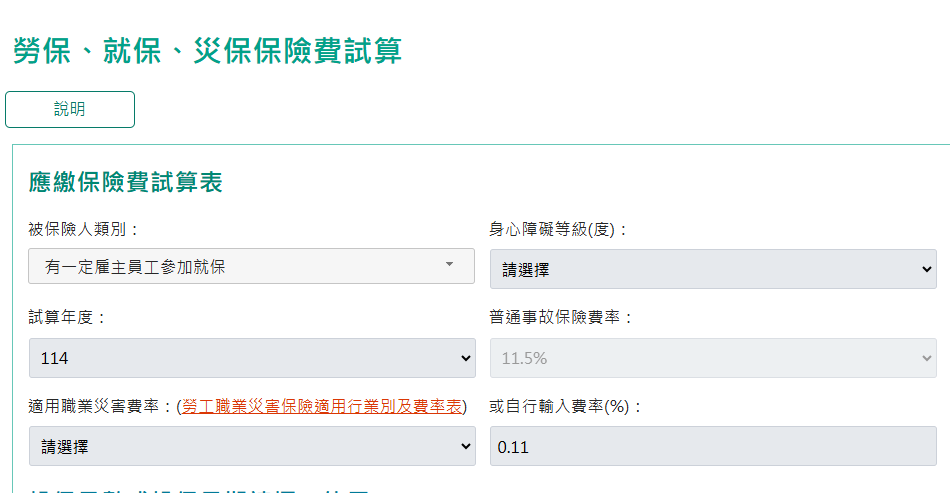 勞保、就保、災保保險費試算
說明
應繳保險費試算表
被保險人類別：
身心障礙等級(度)：
有一定雇主員工參加就保
請選擇
試算年度：
普通事故保險費率：
114
11.5%
適用職業災害費率：(勞工職業災害保險適用行業別及費率表)
或自行輸入費率(%)：
請選擇
0.11